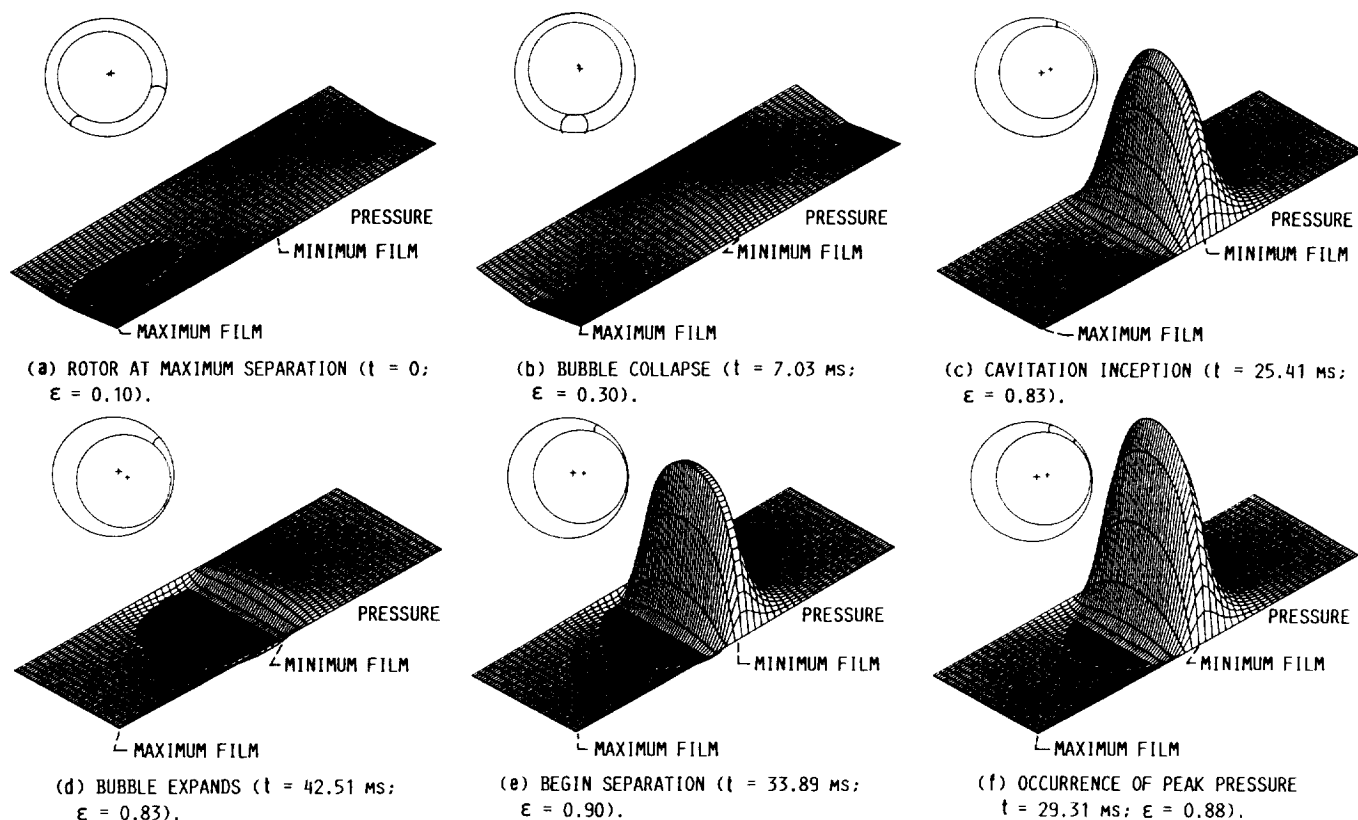 PRESSURE
MINIMUM FILM
MAXIMUM FILM
(a) ROTOR AT MAXIMUM SEPARATION (t = 0;
ε = 0.10).
PRESSURE
MINIMUM FILM
MAXIMUM FILM
(b) BUBBLE COLLAPSE (t = 7.03 MS;
ε = 0.30).
PRESSURE
MINIMUM FILM
MAXIMUM FILM
(c) CAVITATION INCEPTION (t = 25.41 MS;
ε = 0.83).
PRESSURE
MINIMUM FILM
MAXIMUM FILM
(d) BUBBLE EXPANDS (t = 42.51 MS;
ε = 0.83).
PRESSURE
MINIMUM FILM
MAXIMUM FILM
(e) BEGIN SEPARATION (t = 33.89 MS;
ε = 0.90).
PRESSURE
MINIMUM FILM
MAXIMUM FILM
(f) OCCURRENCE OF PEAK PRESSURE
t = 29.31 MS; ε = 0.88).